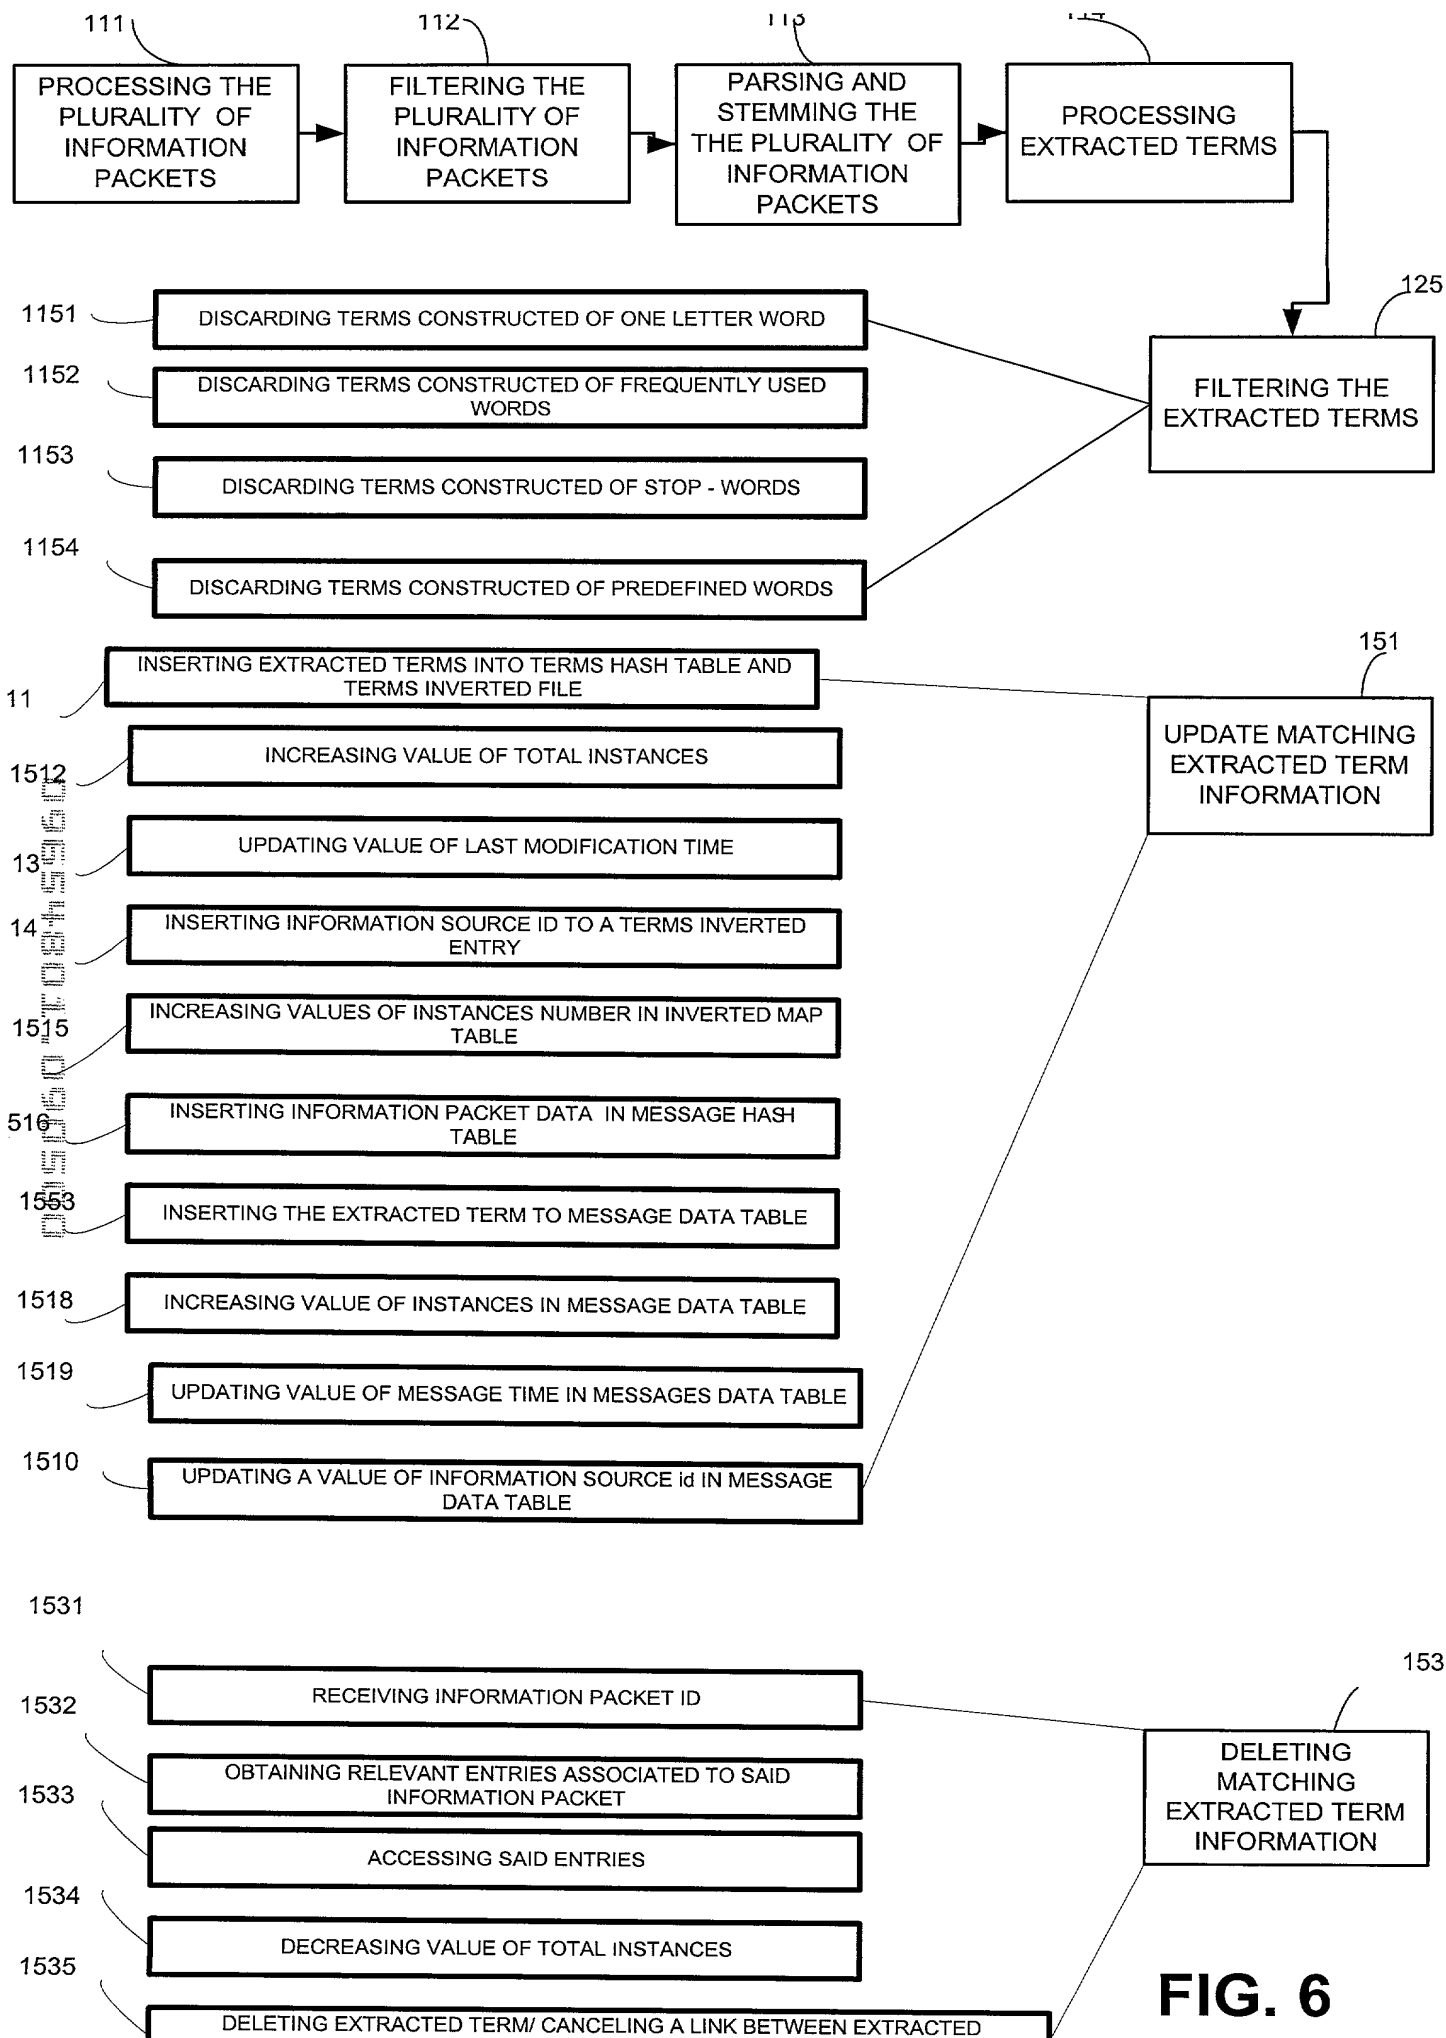 111
112
113
114
PROCESSING THE
PLURALITY OF
INFORMATION
PACKETS
FILTERING THE
PLURALITY OF
INFORMATION
PACKETS
PARSING AND
STEMMING THE
THE PLURALITY OF
INFORMATION
PACKETS
PROCESSING
EXTRACTED TERMS
125
FILTERING THE
EXTRACTED TERMS
1151
DISCARDING TERMS CONSTRUCTED OF ONE LETTER WORD
1152
DISCARDING TERMS CONSTRUCTED OF FREQUENTLY USED
WORDS
1153
DISCARDING TERMS CONSTRUCTED OF STOP - WORDS
1154
DISCARDING TERMS CONSTRUCTED OF PREDEFINED WORDS
151
UPDATE MATCHING
EXTRACTED TERM
INFORMATION
11
INSERTING EXTRACTED TERMS INTO TERMS HASH TABLE AND
TERMS INVERTED FILE
1512
INCREASING VALUE OF TOTAL INSTANCES
13
UPDATING VALUE OF LAST MODIFICATION TIME
14
INSERTING INFORMATION SOURCE ID TO A TERMS INVERTED
ENTRY
1515
INCREASING VALUES OF INSTANCES NUMBER IN INVERTED MAP
TABLE
516
INSERTING INFORMATION PACKET DATA IN MESSAGE HASH
TABLE
1553
INSERTING THE EXTRACTED TERM TO MESSAGE DATA TABLE
1518
INCREASING VALUE OF INSTANCES IN MESSAGE DATA TABLE
1519
UPDATING VALUE OF MESSAGE TIME IN MESSAGES DATA TABLE
1510
UPDATING A VALUE OF INFORMATION SOURCE id IN MESSAGE
DATA TABLE
153
DELETING
MATCHING
EXTRACTED TERM
INFORMATION
1531
RECEIVING INFORMATION PACKET ID
1532
OBTAINING RELEVANT ENTRIES ASSOCIATED TO SAID
INFORMATION PACKET
1533
ACCESSING SAID ENTRIES
1534
DECREASING VALUE OF TOTAL INSTANCES
1535
DELETING EXTRACTED TERM/ CANCELING A LINK BETWEEN EXTRACTED
FIG. 6